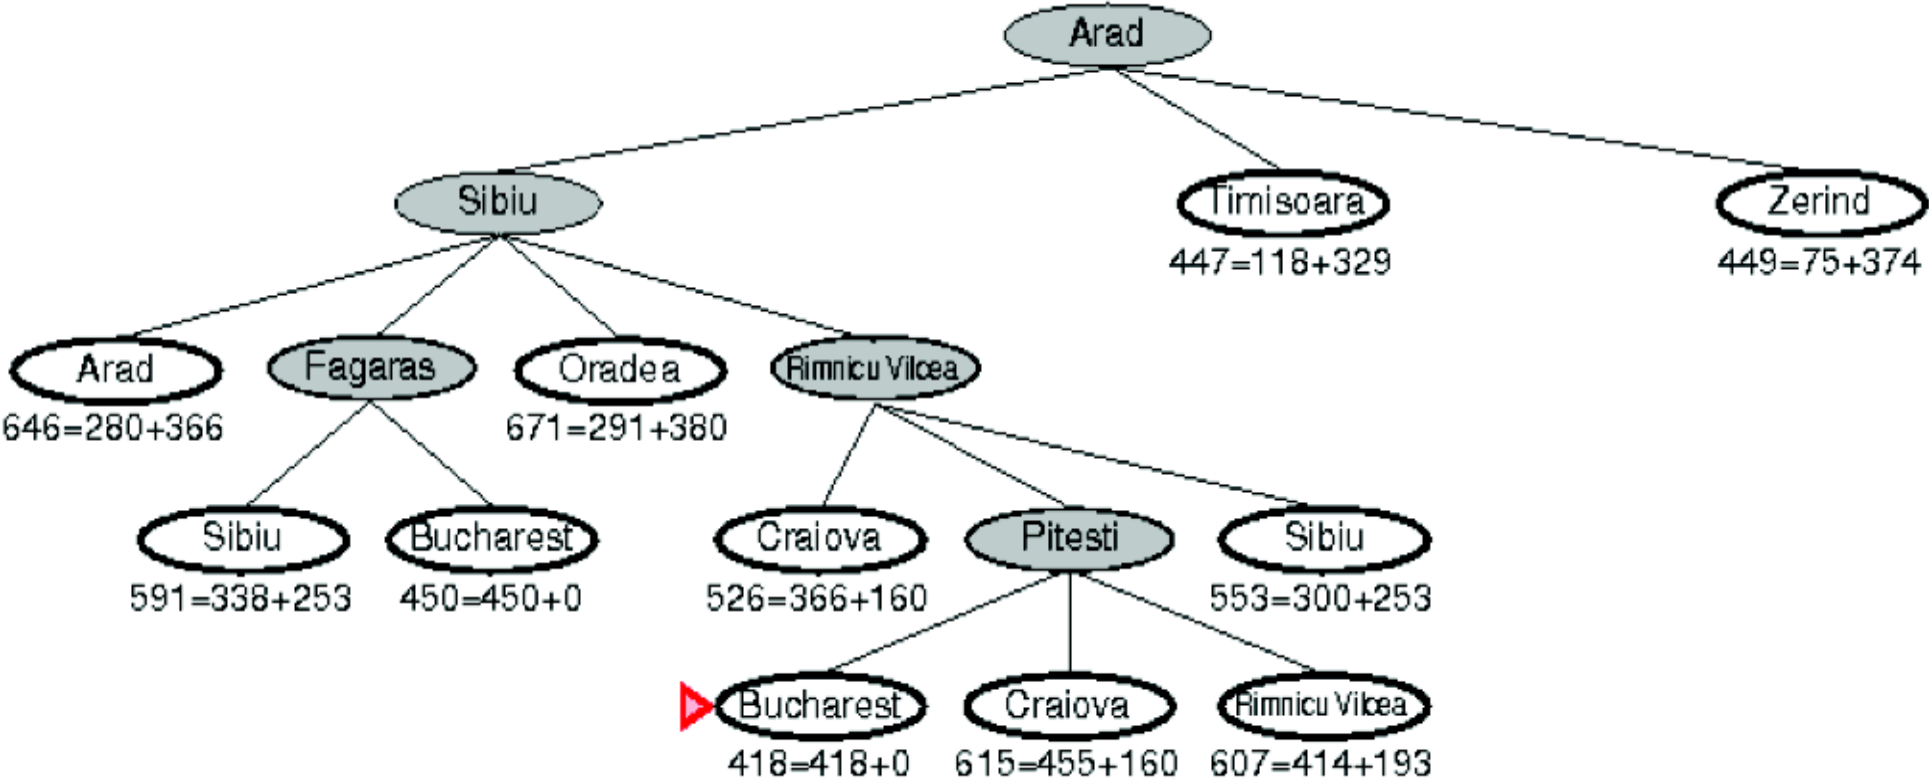 Arad
Sibiu
Timisoara
Zerind
447=118+329
449=75+374
Arad
Fagaras
Oradea
Rimnicu Vilcea
646=280+366
671=291+380
Sibiu
Bucharest
Craiova
Pitesti
Sibiu
591=338+253
450=450+0
526=366+160
553=300+253
Bucharest
Craiova
Rimnicu Vilcea
418=418+0
615=455+160
607=414+193